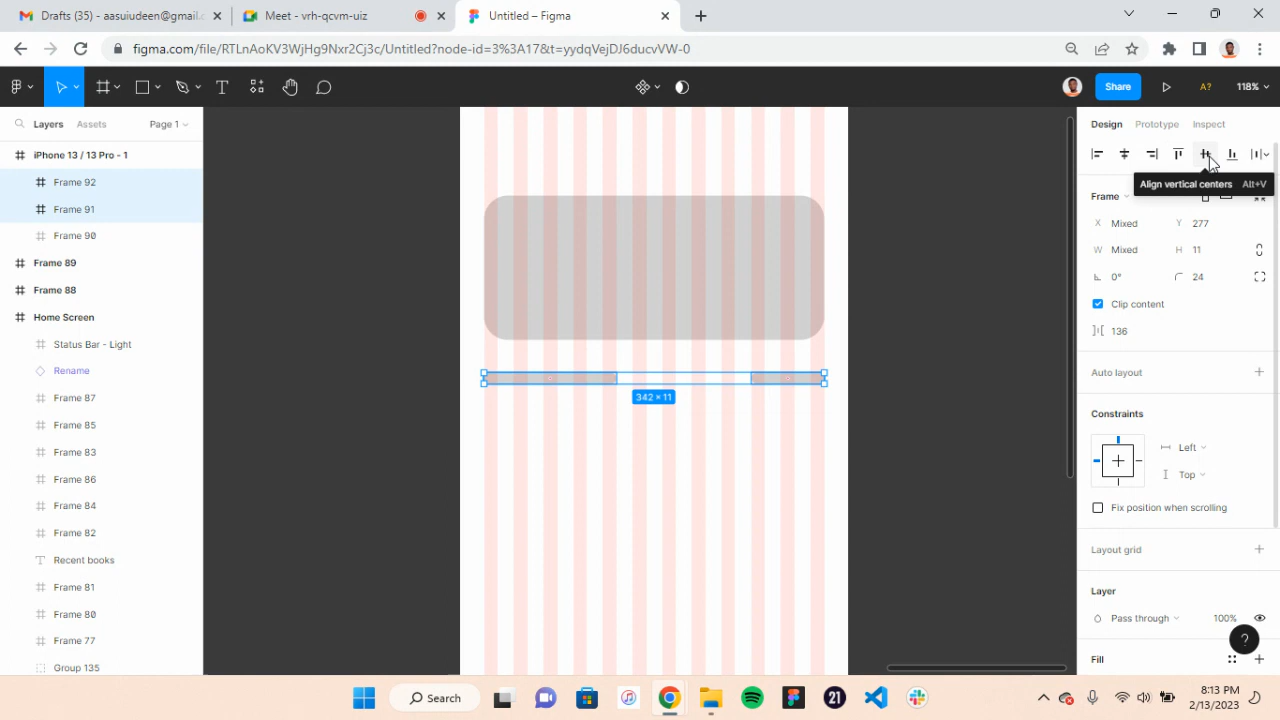 Drafts (35) - aasuiudeen@gmail.c
Meet - vrh-qcvm-uiz
Untitled – Figma
figma.com/file/RTLnAoKV3WjHg9Nxr2Cj3c/Untitled?node-id=3%3A17&t=yydqVejDJ6ducvVW-0
Share
A?
118%
Layers
Assets
Page 1
iPhone 13 / 13 Pro - 1
Frame 92
Frame 91
Frame 90
Frame 89
Frame 88
Home Screen
Status Bar - Light
Rename
Frame 87
Frame 85
Frame 83
Frame 86
Frame 84
Frame 82
Recent books
Frame 81
Frame 80
Frame 77
Group 135
342 × 11
Design
Prototype
Inspect
Align vertical centers Alt+V
Frame
X Mixed Y 277
W Mixed H 11
0° 24
Clip content
136
Auto layout
Constraints
Left
Top
Fix position when scrolling
Layout grid
Layer
Pass through 100%
?
Fill
Search
21
8:13 PM
2/13/2023